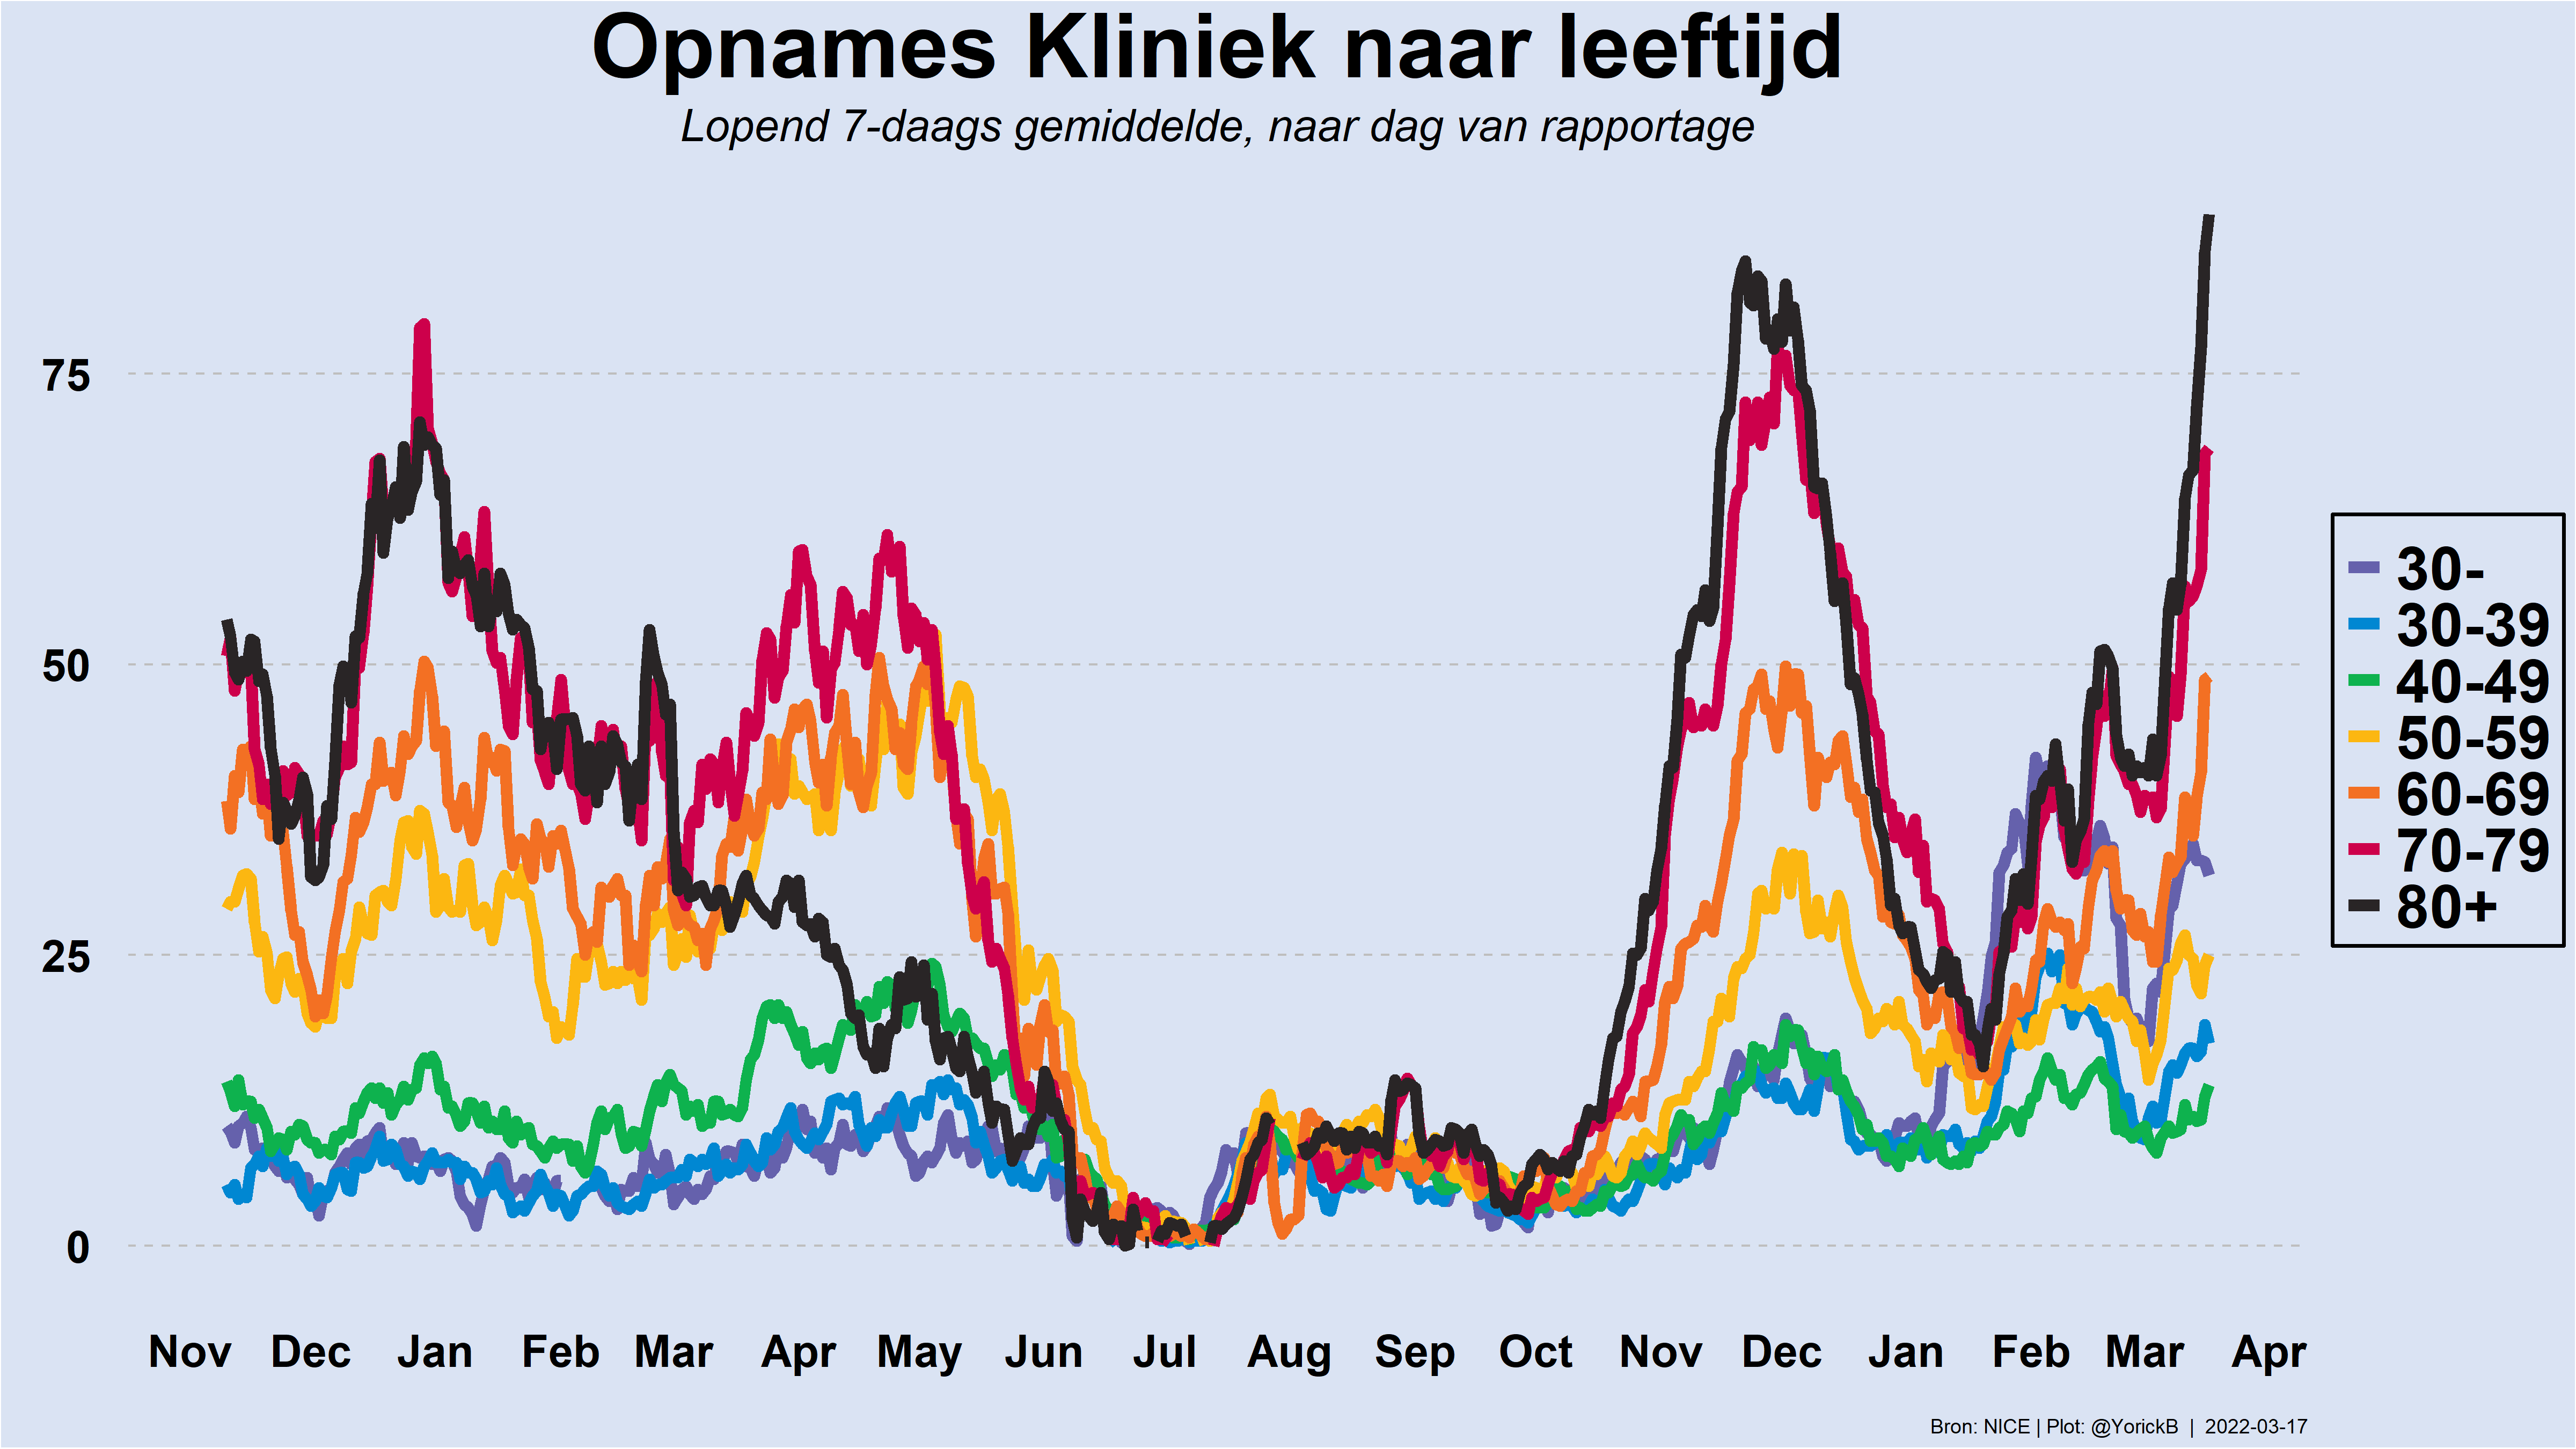 Opnames Kliniek naar leeftijd
Lopend 7-daags gemiddelde, naar dag van rapportage
75
50
25
0
30-
30-39
40-49
50-59
60-69
70-79
80+
Nov Dec Jan Feb Mar Apr May Jun Jul Aug Sep Oct Nov Dec Jan Feb Mar Apr
Bron: NICE | Plot: @YorickB | 2022-03-17